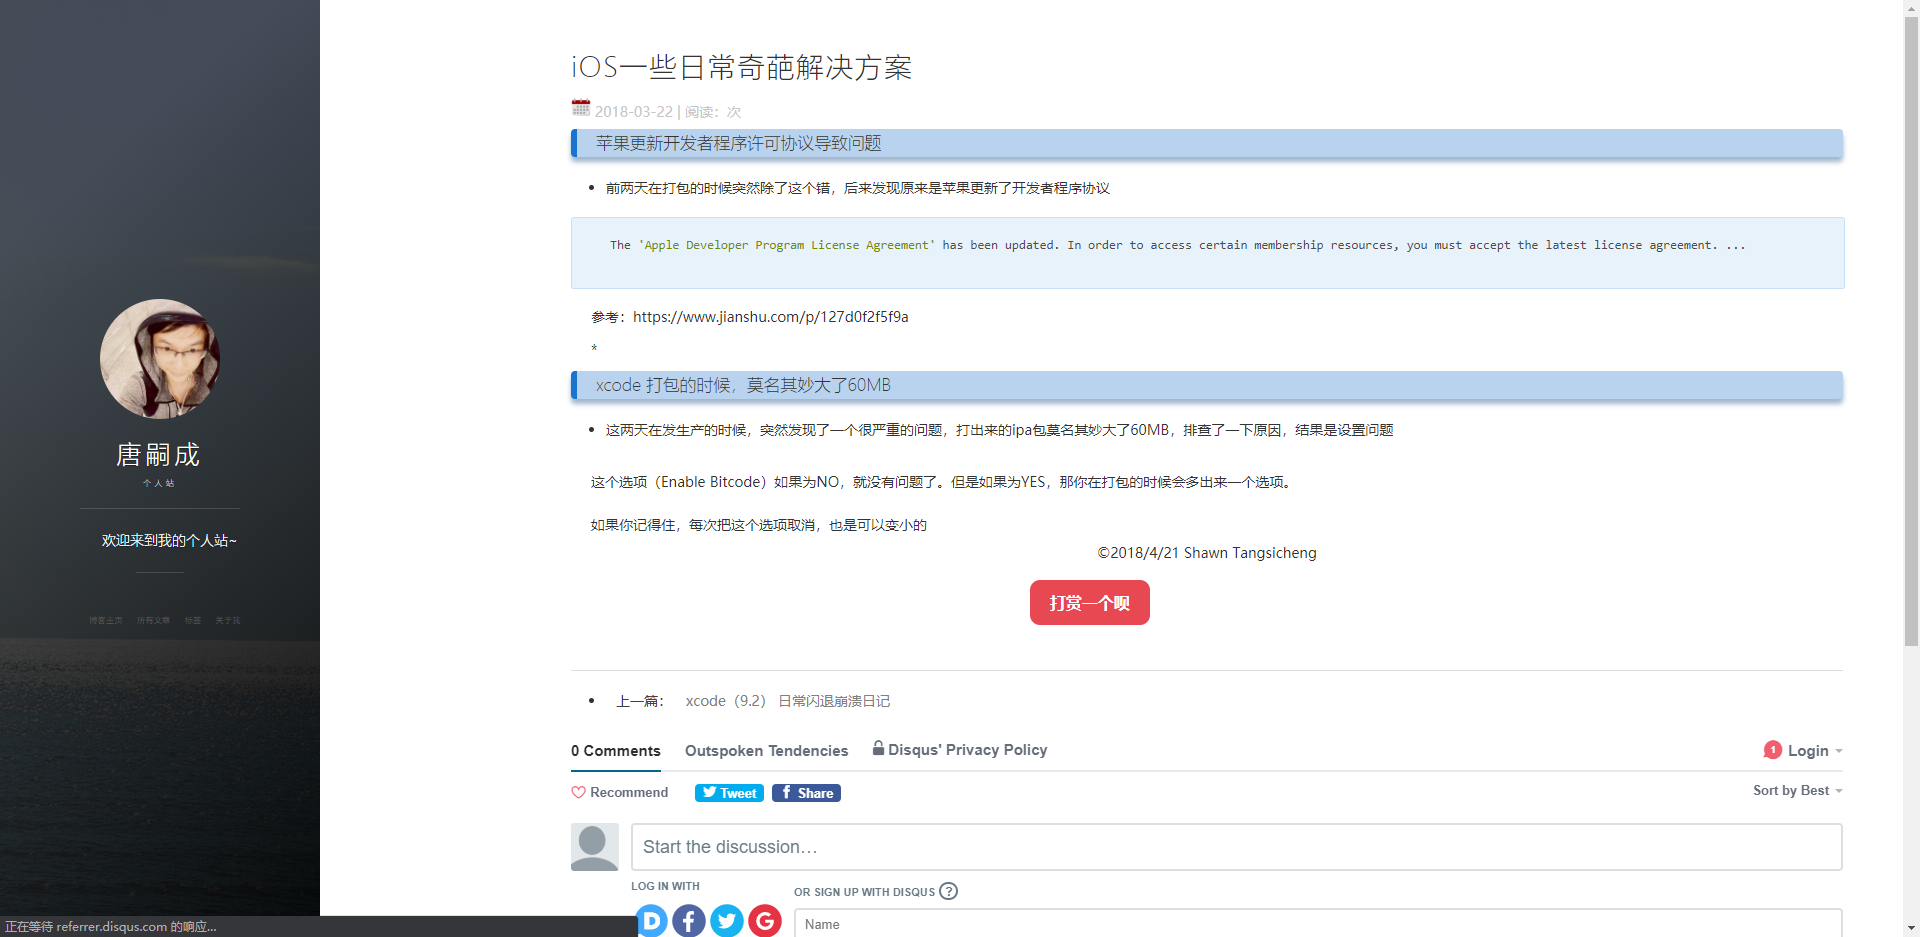 iOS一些日常奇葩解决方案
2018-03-22 | 阅读：次
苹果更新开发者程序许可协议导致问题
前两天在打包的时候突然除了这个错，后来发现原来是苹果更新了开发者程序协议
The 'Apple Developer Program License Agreement' has been updated. In order to access certain membership resources, you must accept the latest license agreement. ...
参考：https://www.jianshu.com/p/127d0f2f5f9a
*
xcode 打包的时候，莫名其妙大了60MB
这两天在发生产的时候，突然发现了一个很严重的问题，打出来的ipa包莫名其妙大了60MB，排查了一下原因，结果是设置问题
这个选项（Enable Bitcode）如果为NO，就没有问题了。但是如果为YES，那你在打包的时候会多出来一个选项。
如果你记得住，每次把这个选项取消，也是可以变小的
©2018/4/21 Shawn Tangsicheng
打赏一个呗
上一篇： xcode（9.2） 日常闪退崩溃日记
0 Comments Outspoken Tendencies Disqus' Privacy Policy 1 Login
Recommend Tweet Share Sort by Best
Start the discussion…
LOG IN WITH
OR SIGN UP WITH DISQUS ?
D f G
Name
唐嗣成
个人站
欢迎来到我的个人站~
博客主页 所有文章 标签 关于我
正在等待 referrer.disqus.com 的响应...